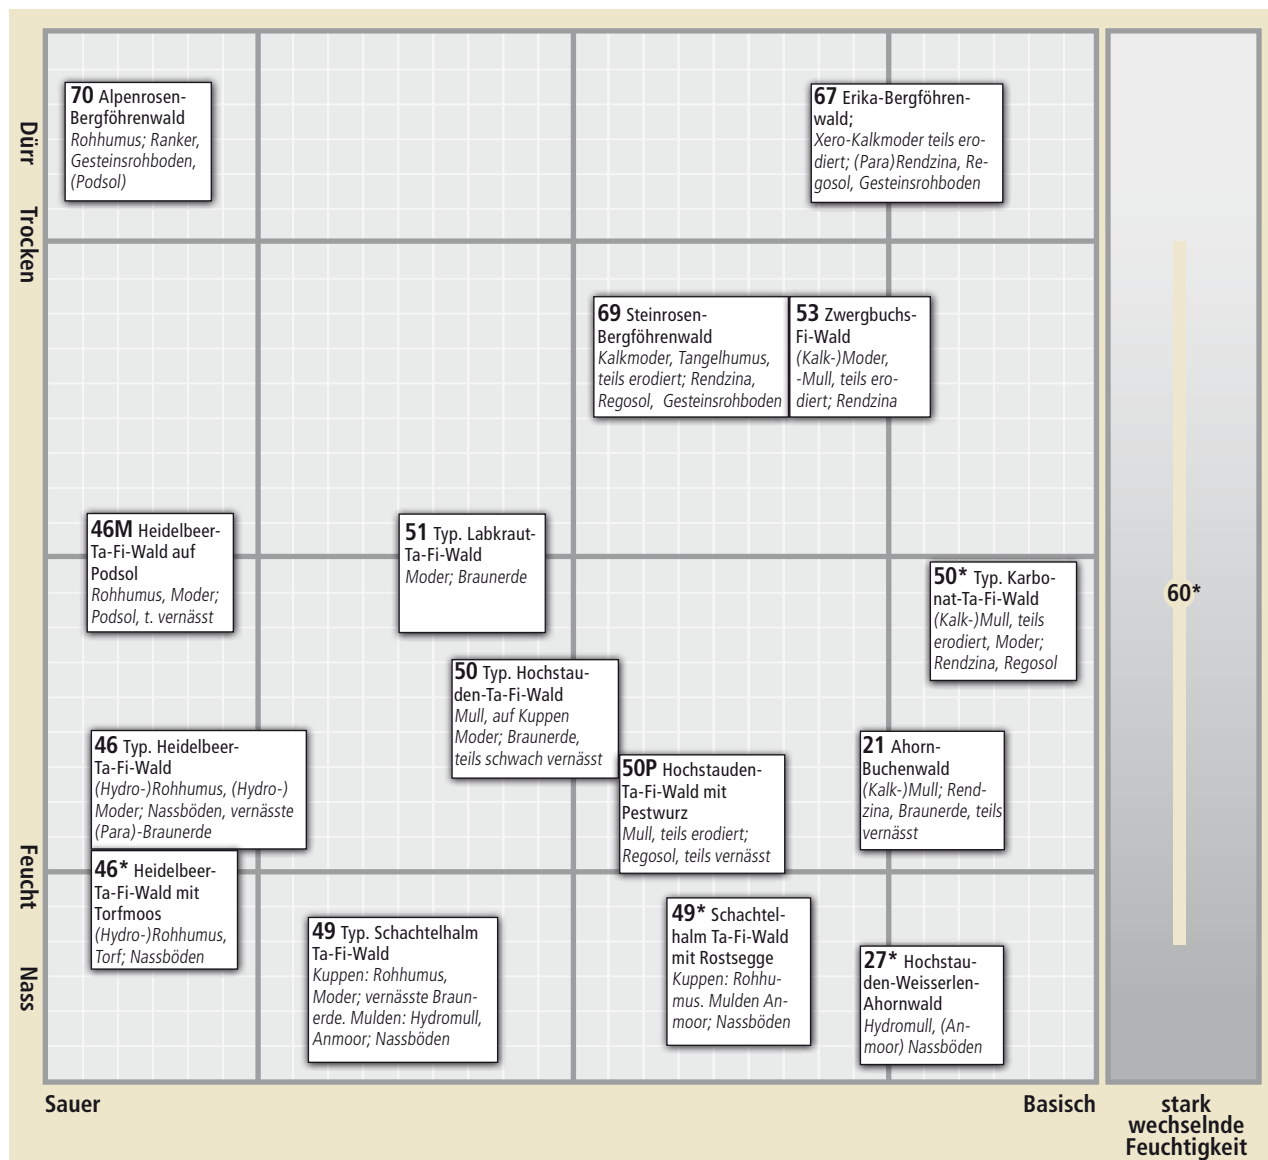 Dürr
Trocken
Feucht
Nass
70 Alpenrosen-
Bergföhrenwald
Rohhumus; Ranker,
Gesteinsrohboden,
(Podsol)
67 Erika-Bergföhren-
wald;
Xero-Kalkmoder teils ero-
diert; (Para)Rendzina, Re-
gosol, Gesteinsrohboden
69 Steinrosen-
Bergföhrenwald
Kalkmoder, Tangelhumus,
teils erodiert; Rendzina,
Regosol, Gesteinsrohboden
53 Zwergbuchs-
Fi-Wald
(Kalk-)Moder,
-Mull, teils ero-
diert; Rendzina
46M Heidelbeer-
Ta-Fi-Wald auf
Podsol
Rohhumus, Moder;
Podsol, t. vernässt
51 Typ. Labkraut-
Ta-Fi-Wald
Moder; Braunerde
50* Typ. Karbo-
nat-Ta-Fi-Wald
(Kalk-)Mull, teils
erodiert, Moder;
Rendzina, Regosol
60*
50 Typ. Hochstau-
den-Ta-Fi-Wald
Mull, auf Kuppen
Moder; Braunerde,
teils schwach vernässt
46 Typ. Heidelbeer-
Ta-Fi-Wald
(Hydro-)Rohhumus, (Hydro-)
Moder; Nassböden, vernässte
(Para)-Braunerde
50P Hochstauden-
Ta-Fi-Wald mit
Pestwurz
Mull, teils erodiert;
Regosol, teils vernässt
21 Ahorn-
Buchenwald
(Kalk-)Mull; Rend-
zina, Braunerde, teils
vernässt
46* Heidelbeer-
Ta-Fi-Wald mit
Torfmoos
(Hydro-)Rohhumus,
Torf; Nassböden
49 Typ. Schachtelhalm
Ta-Fi-Wald
Kuppen: Rohhumus,
Moder; vernässte Braun-
erde. Mulden: Hydromull,
Anmoor; Nassböden
49* Schachtel-
halm Ta-Fi-Wald
mit Rostsegge
Kuppen: Rohhu-
mus. Mulden An-
moor; Nassböden
27* Hochstau-
den-Weisserlen-
Ahornwald
Hydromull, (An-
moor) Nassböden
Sauer
Basisch
stark
wechselnde
Feuchtigkeit